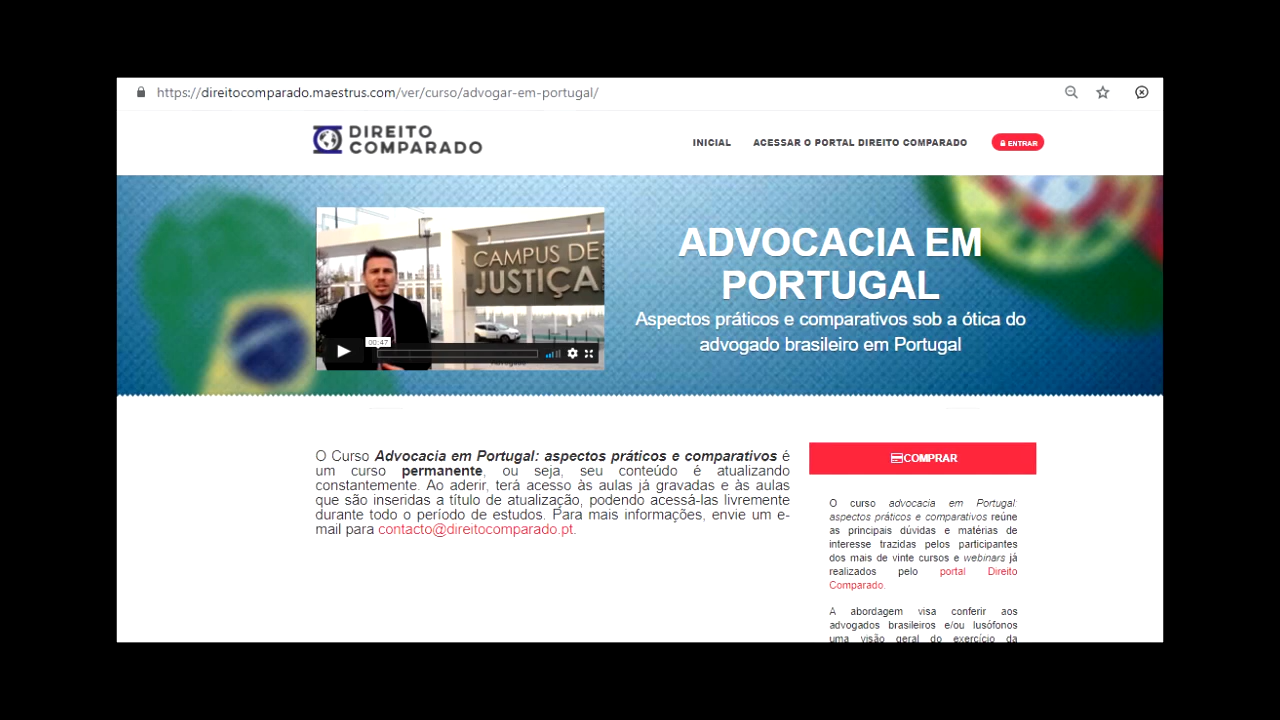 https://direitocomparado.maestrus.com/ver/curso/advogar-em-portugal/
DIREITO
COMPARADO
INICIAL
ACESSAR O PORTAL DIREITO COMPARADO
ENTRAR
CAMPUS DE
JUSTIÇA
00:47
ADVOCACIA EM
PORTUGAL
Aspectos práticos e comparativos sob a ótica do
advogado brasileiro em Portugal
O Curso Advocacia em Portugal: aspectos práticos e comparativos é
um curso permanente, ou seja, seu conteúdo é atualizando
constantemente. Ao aderir, terá acesso às aulas já gravadas e às aulas
que são inseridas a título de atualização, podendo acessá-las livremente
durante todo o período de estudos. Para mais informações, envie um e-
mail para contacto@direitocomparado.pt.
COMPRAR
O curso advocacia em Portugal:
aspectos práticos e comparativos reúne
as principais dúvidas e matérias de
interesse trazidas pelos participantes
dos mais de vinte cursos e webinars já
realizados pelo portal Direito
Comparado.
A abordagem visa conferir aos
advogados brasileiros e/ou lusófonos
uma visão geral do exercício da